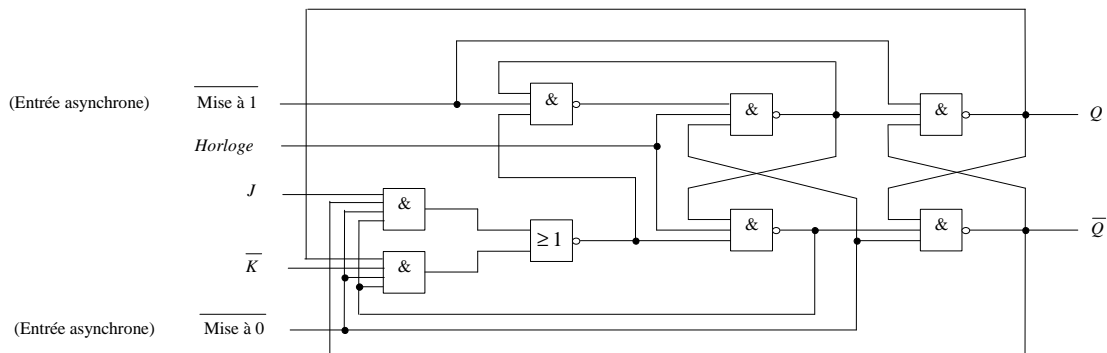 (Entrée asynchrone) Mise à 1
& & & Q
Horloge
J
&
& & Q
≥ 1
K
&
(Entrée asynchrone) Mise à 0